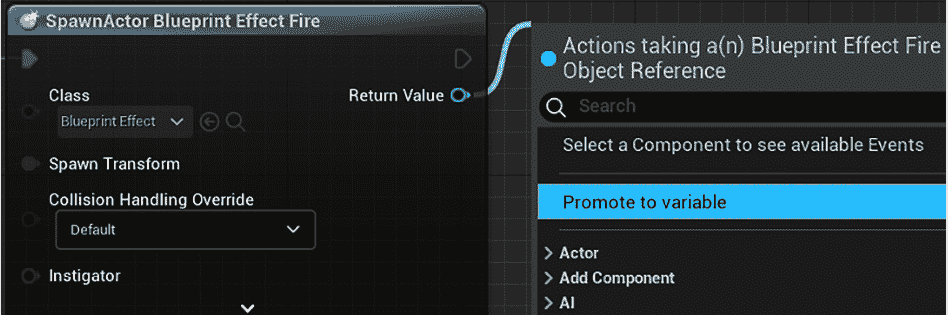 SpawnActor Blueprint Effect Fire
Class
Return Value
Blueprint Effect
Spawn Transform
Collision Handling Override
Default
Instigator
Actions taking a(n) Blueprint Effect Fire
Object Reference
Search
Select a Component to see available Events
Promote to variable
Actor
Add Component
AI